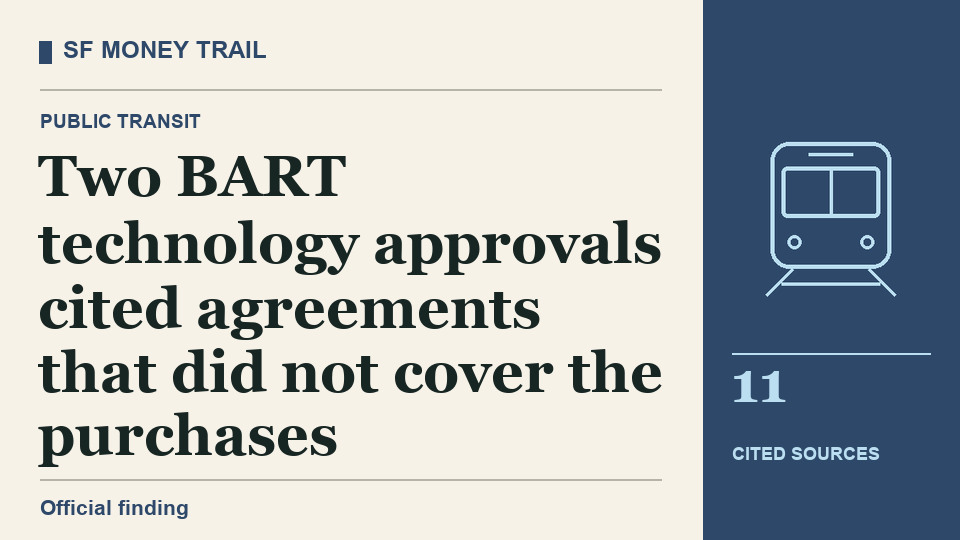 SF MONEY TRAIL
PUBLIC TRANSIT
Two BART
technology approvals
cited agreements
that did not cover the
purchases
Official finding
11
CITED SOURCES